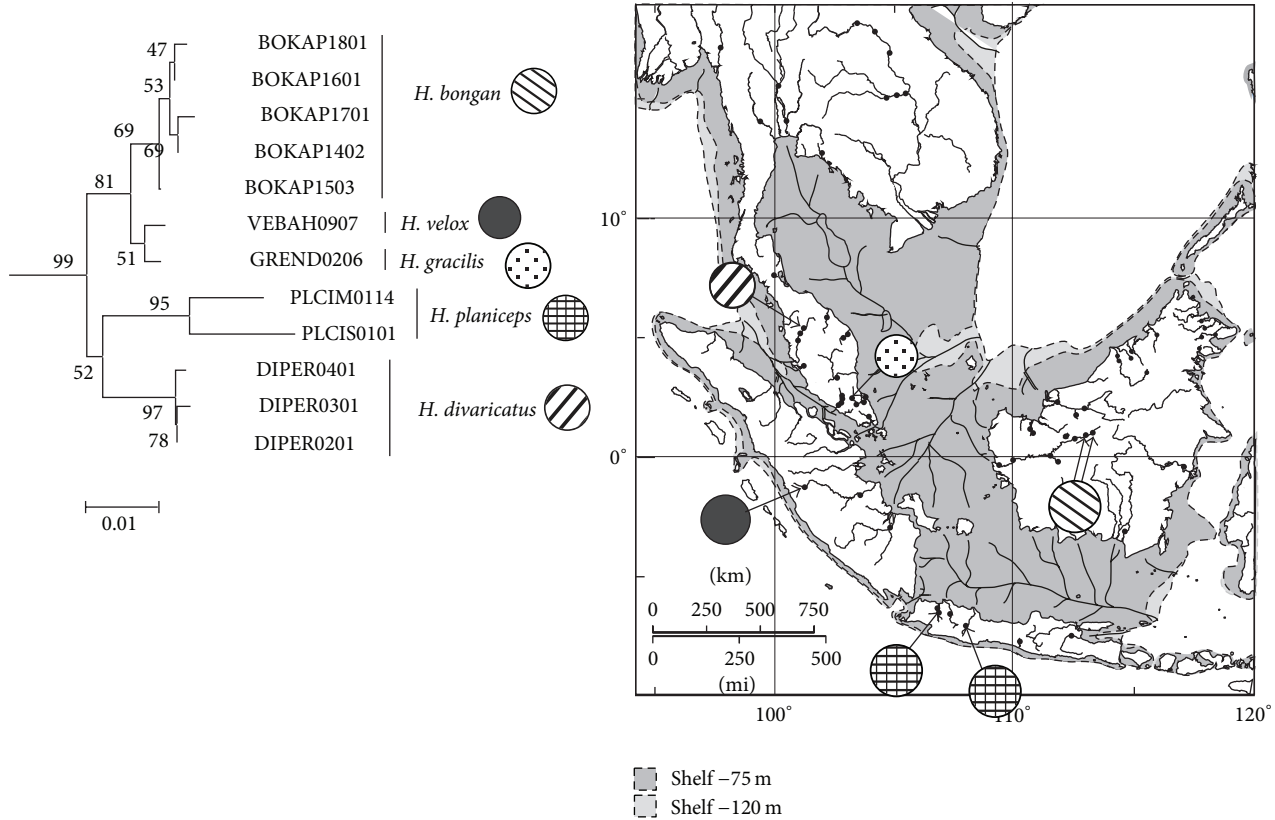 47
BOKAP1801
BOKAP1601
53
H. bongan
BOKAP1701
69
69
BOKAP1402
81
BOKAP1503
VEBAH0907
H. velox
51
GREND0206
H. gracilis
99
95
PLCIM0114
H. planiceps
PLCIS0101
52
DIPER0401
97
DIPER0301
H. divaricatus
78
DIPER0201
0.01
10°
0°
(km)
0 250 500 750
0 250 500
(mi)
100° 110° 120°
Shelf −75 m
Shelf −120 m